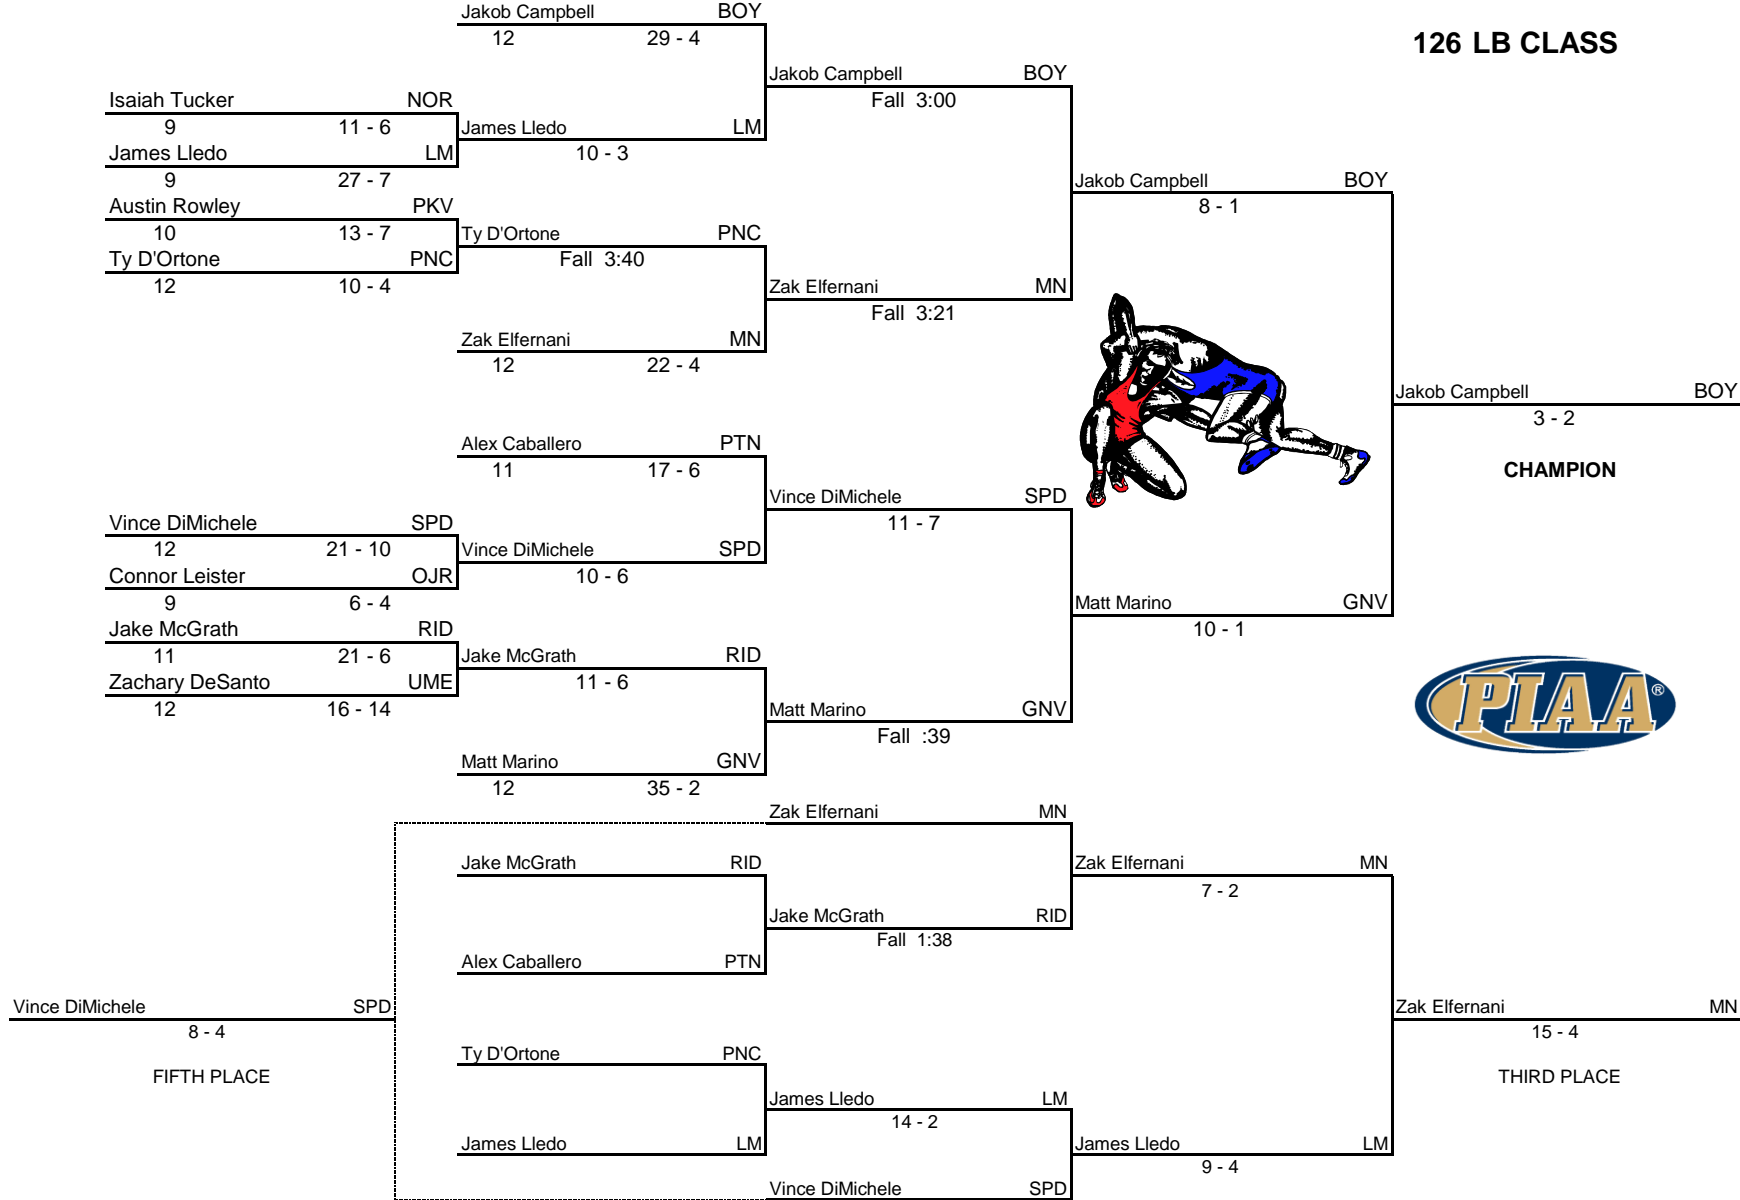 Jakob Campbell BOY
12 29 - 4
126 LB CLASS
Jakob Campbell BOY
Fall 3:00
Isaiah Tucker NOR
9 11 - 6
James Lledo LM
10 - 3
James Lledo LM
9 27 - 7
Jakob Campbell BOY
8 - 1
Austin Rowley PKV
10 13 - 7
Ty D'Ortone PNC
Fall 3:40
Ty D'Ortone PNC
12 10 - 4
Zak Elfernani MN
Fall 3:21
Zak Elfernani MN
12 22 - 4
Jakob Campbell BOY
3 - 2
CHAMPION
Alex Caballero PTN
11 17 - 6
Vince DiMichele SPD
11 - 7
Vince DiMichele SPD
12 21 - 10
Vince DiMichele SPD
10 - 6
Connor Leister OJR
9 6 - 4
Matt Marino GNV
10 - 1
Jake McGrath RID
11 21 - 6
Jake McGrath RID
11 - 6
Zachary DeSanto UME
12 16 - 14
Matt Marino GNV
Fall :39
PIAA®
Matt Marino GNV
12 35 - 2
Zak Elfernani MN
Jake McGrath RID
Zak Elfernani MN
7 - 2
Jake McGrath RID
Fall 1:38
Alex Caballero PTN
Vince DiMichele SPD
8 - 4
FIFTH PLACE
Zak Elfernani MN
15 - 4
THIRD PLACE
Ty D'Ortone PNC
James Lledo LM
14 - 2
James Lledo LM
James Lledo LM
9 - 4
Vince DiMichele SPD